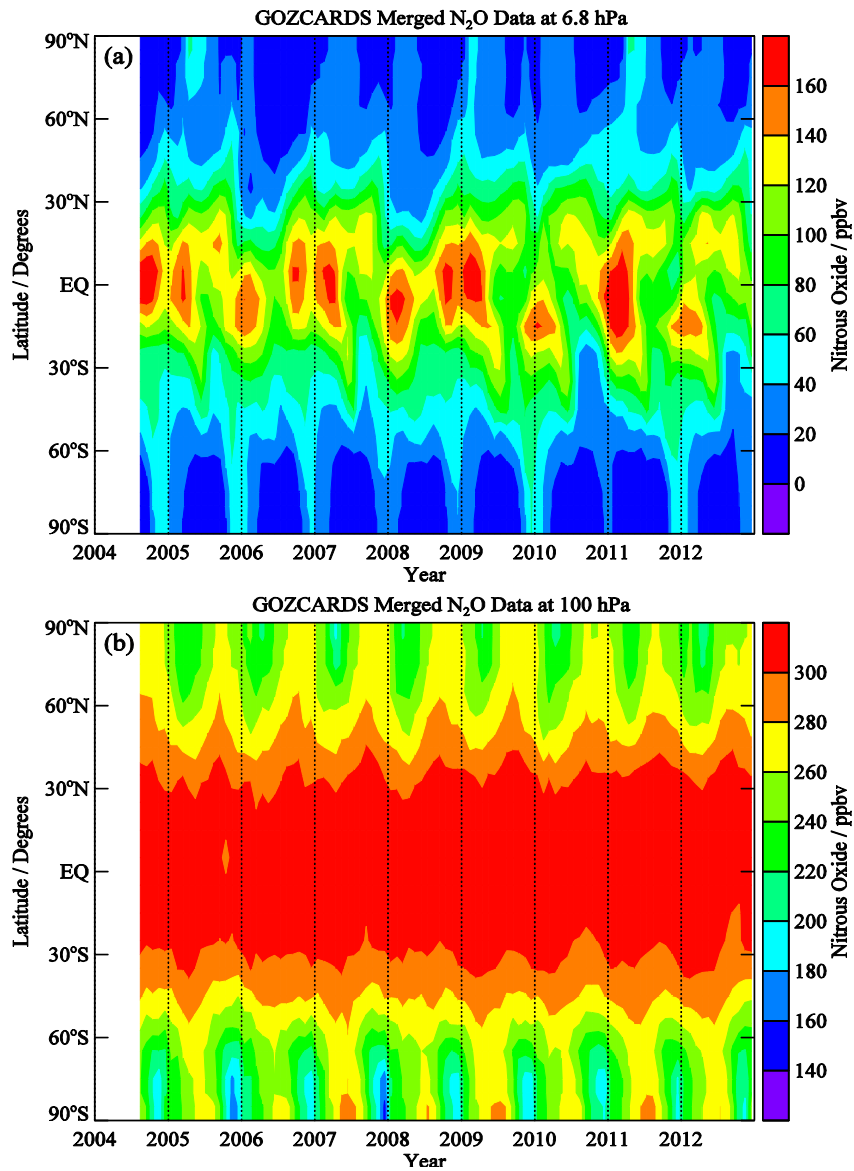 GOZCARDS Merged N₂O Data at 6.8 hPa
(a)
90°N
60°N
30°N
EQ
30°S
60°S
90°S
Latitude / Degrees
2004 2005 2006 2007 2008 2009 2010 2011 2012
Year
160
140
120
100
80
60
40
20
0
Nitrous Oxide / ppbv
GOZCARDS Merged N₂O Data at 100 hPa
(b)
90°N
60°N
30°N
EQ
30°S
60°S
90°S
Latitude / Degrees
2004 2005 2006 2007 2008 2009 2010 2011 2012
Year
300
280
260
240
220
200
180
160
140
Nitrous Oxide / ppbv